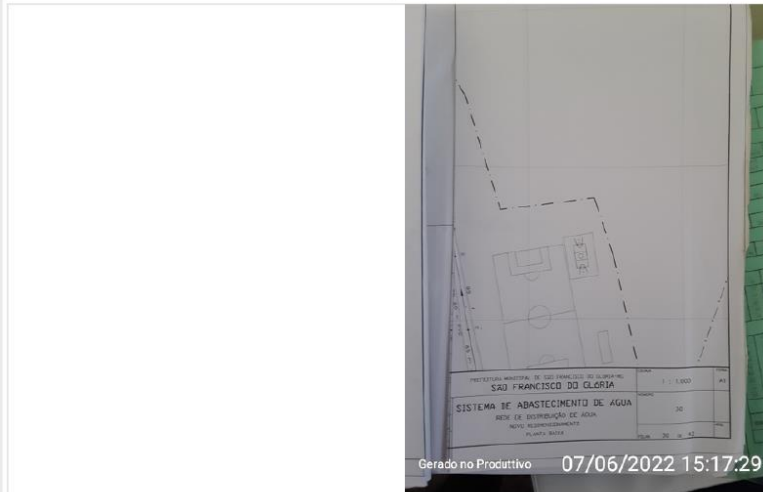 PREFEITURA MUNICIPAL DE SÃO FRANCISCO DO GLÓRIA-MG
SÃO FRANCISCO DO GLÓRIA
1 : 1.000
SISTEMA DE ABASTECIMENTO DE ÁGUA
REDE DE DISTRIBUIÇÃO DE ÁGUA
NOVO REDIMENSIONAMENTO
PLANTA BAIXA
Gerado no Produttivo
07/06/2022 15:17:29